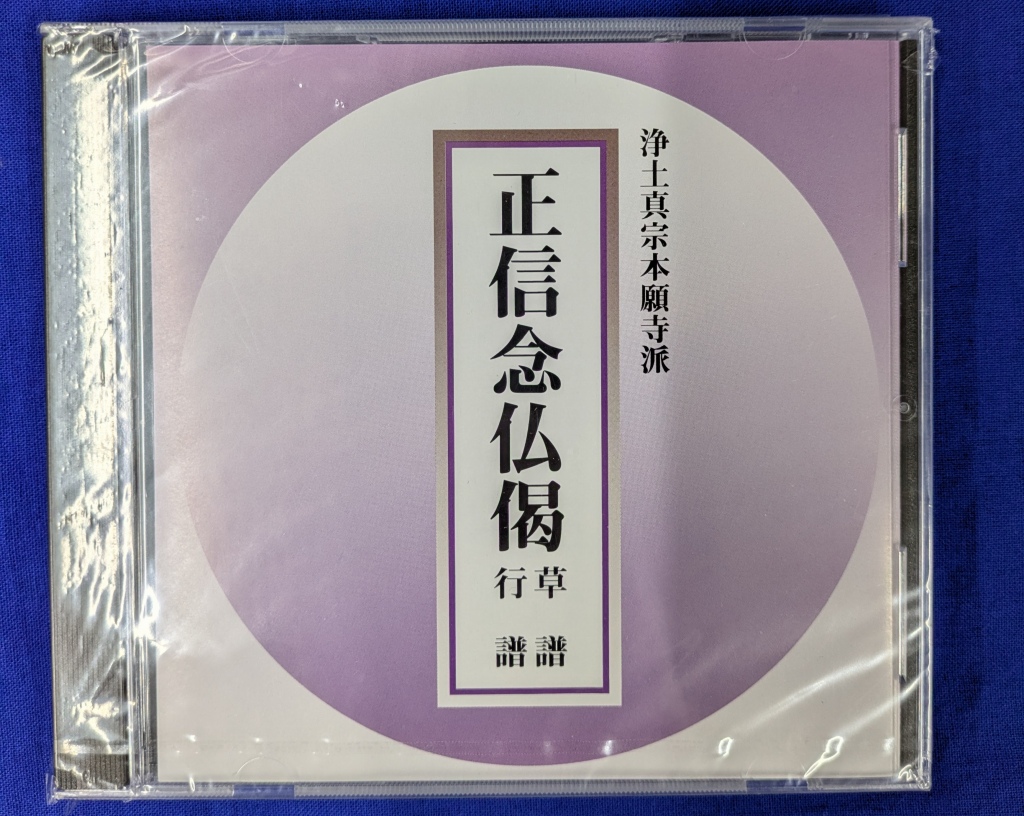 浄土真宗本願寺派
正信念仏偈
草譜
行譜